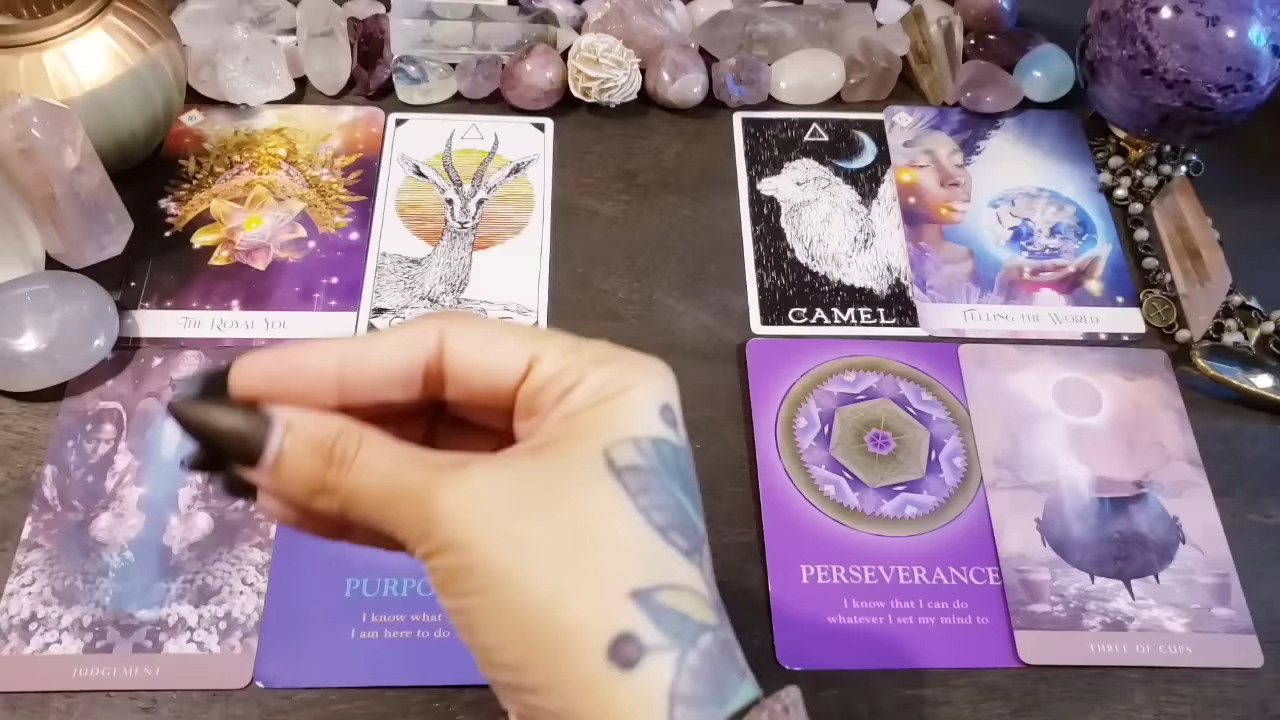 THE ROYAL YOU
CAMEL
FEELING THE WORLD
JUDGEMENT
PURPO
I know what
I am here to do
PERSEVERANCE
I know that I can do
whatever I set my mind to
THREE OF CUPS